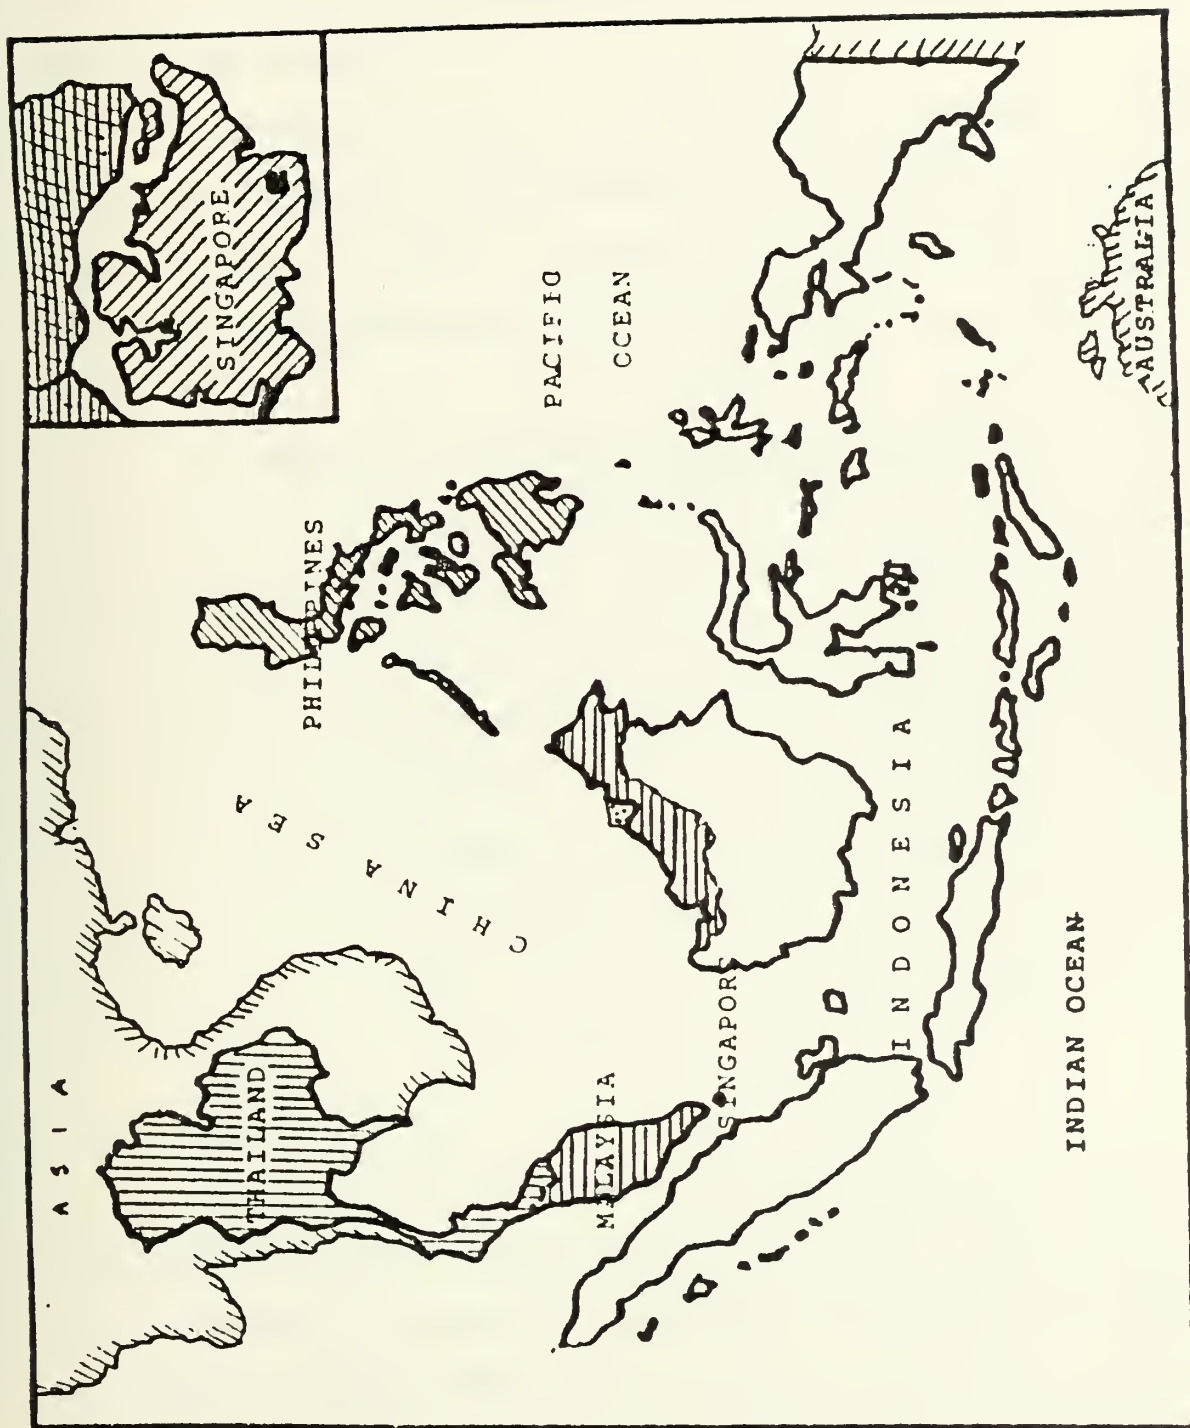 ASIA
THAILAND
CHINA SEA
PHILIPPINES
SINGAPORE
PACIFIC
OCEAN
MALAYSIA
SINGAPORE
INDONESIA
INDIAN OCEAN
AUSTRALIA